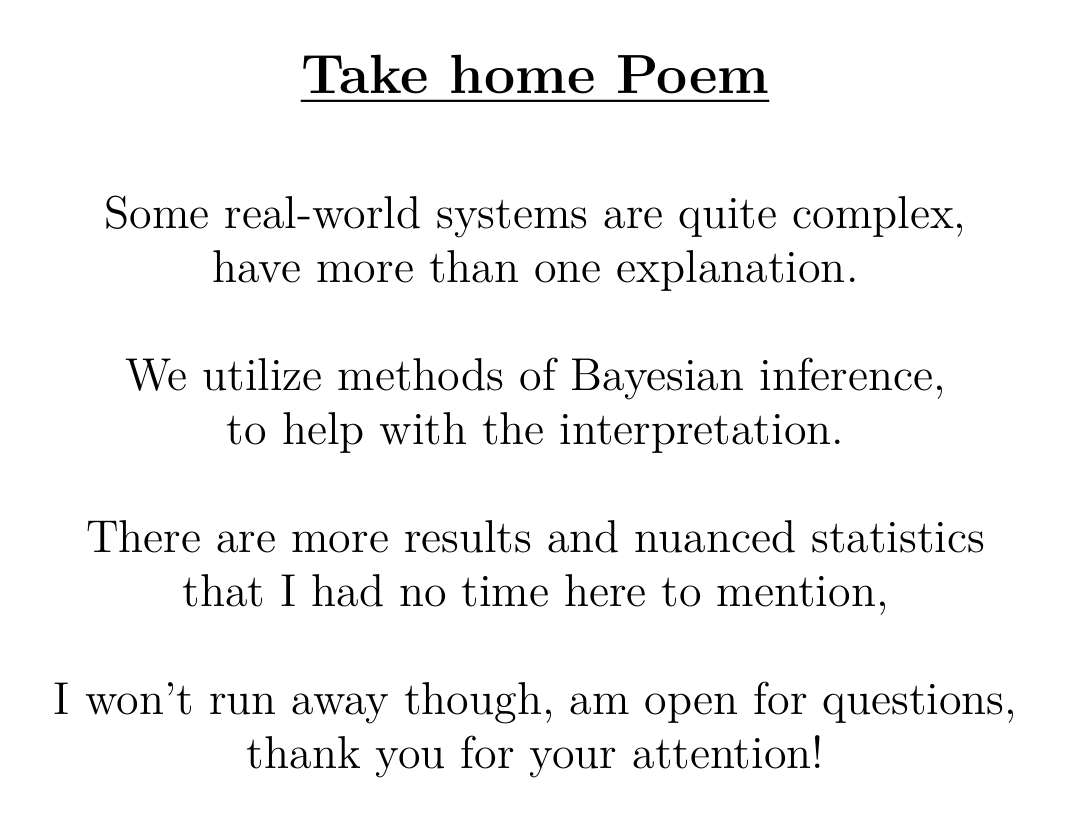 Take home Poem
Some real-world systems are quite complex,
have more than one explanation.
We utilize methods of Bayesian inference,
to help with the interpretation.
There are more results and nuanced statistics
that I had no time here to mention,
I won't run away though, am open for questions,
thank you for your attention!